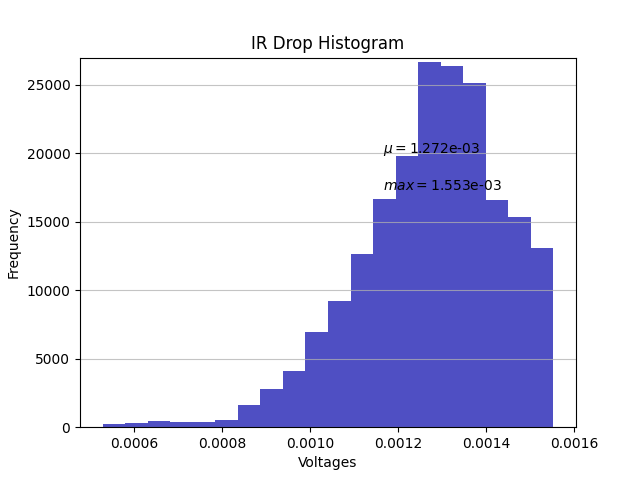 IR Drop Histogram
25000
20000
15000
10000
5000
0
Frequency
μ = 1.272e-03
max = 1.553e-03
0.0006 0.0008 0.0010 0.0012 0.0014 0.0016
Voltages